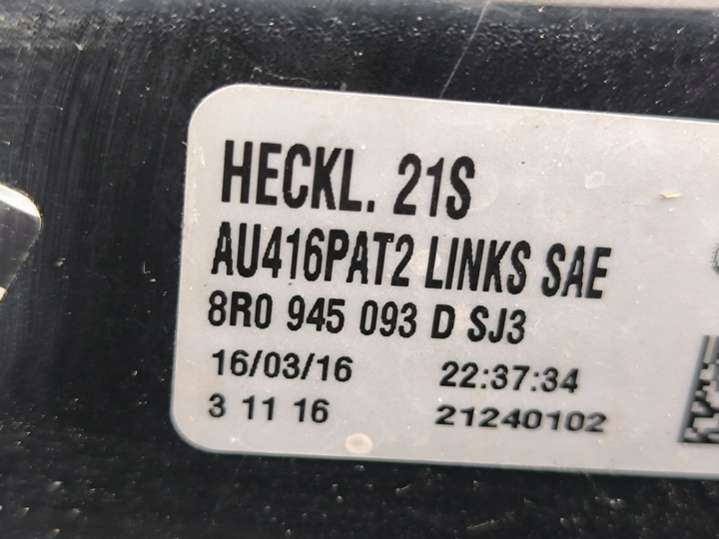 HECKL. 21S
AU416PAT2 LINKS SAE
8R0 945 093 D SJ3
16/03/16 22:37:34
3 11 16 21240102